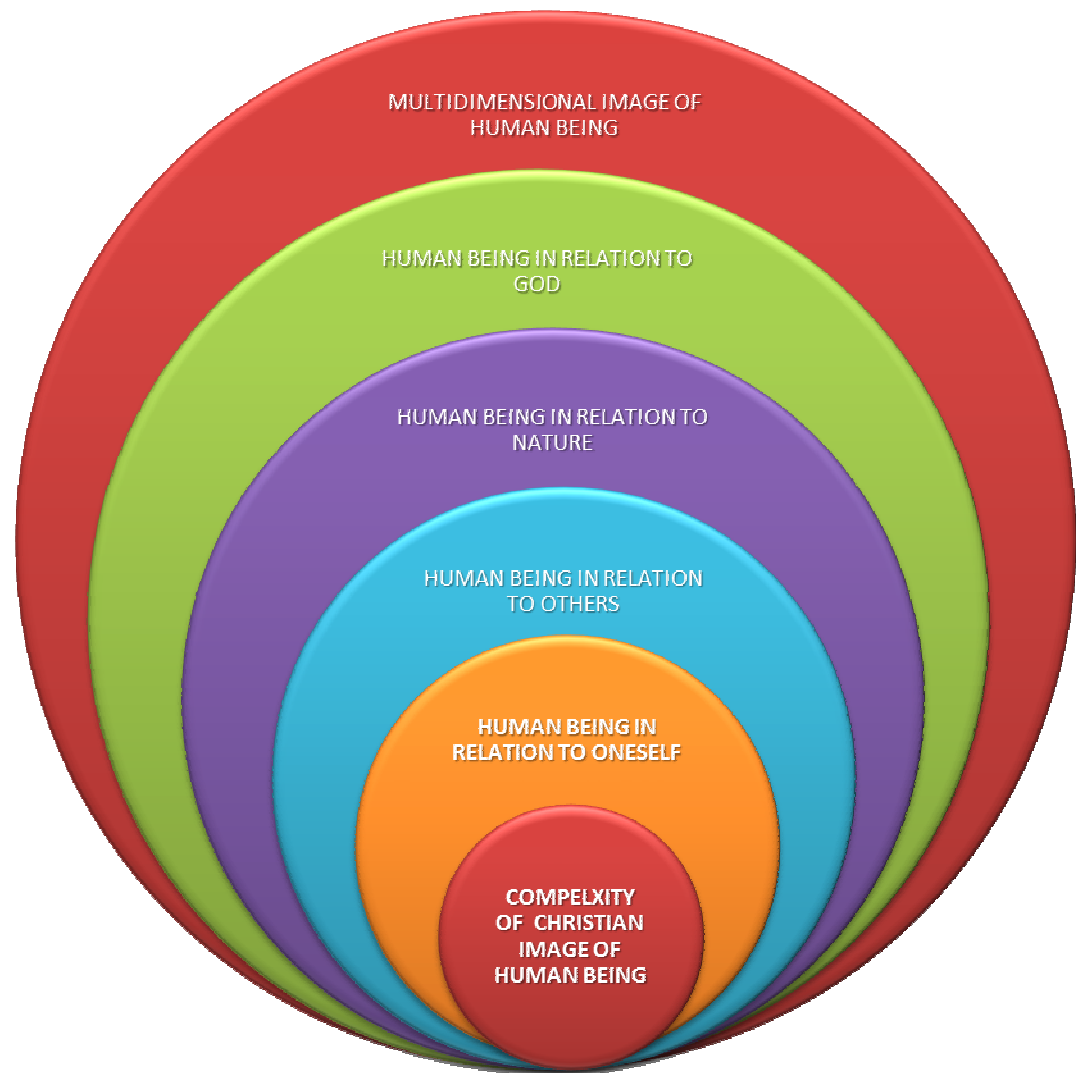 MULTIDIMENSIONAL IMAGE OF
HUMAN BEING
HUMAN BEING IN RELATION TO
GOD
HUMAN BEING IN RELATION TO
NATURE
HUMAN BEING IN RELATION
TO OTHERS
HUMAN BEING IN
RELATION TO ONESELF
COMPELXITY
OF CHRISTIAN
IMAGE OF
HUMAN BEING